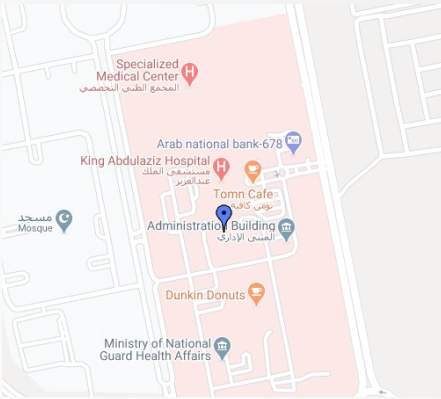 Specialized
Medical Center
المجمع الطبي التخصصي
Arab national bank-678
King Abdulaziz Hospital
مستشفى الملك
عبدالعزيز
Tomn Cafe
تومن كافيه
مسجد
Mosque
Administration Building
المبنى الإداري
Dunkin Donuts
Ministry of National
Guard Health Affairs